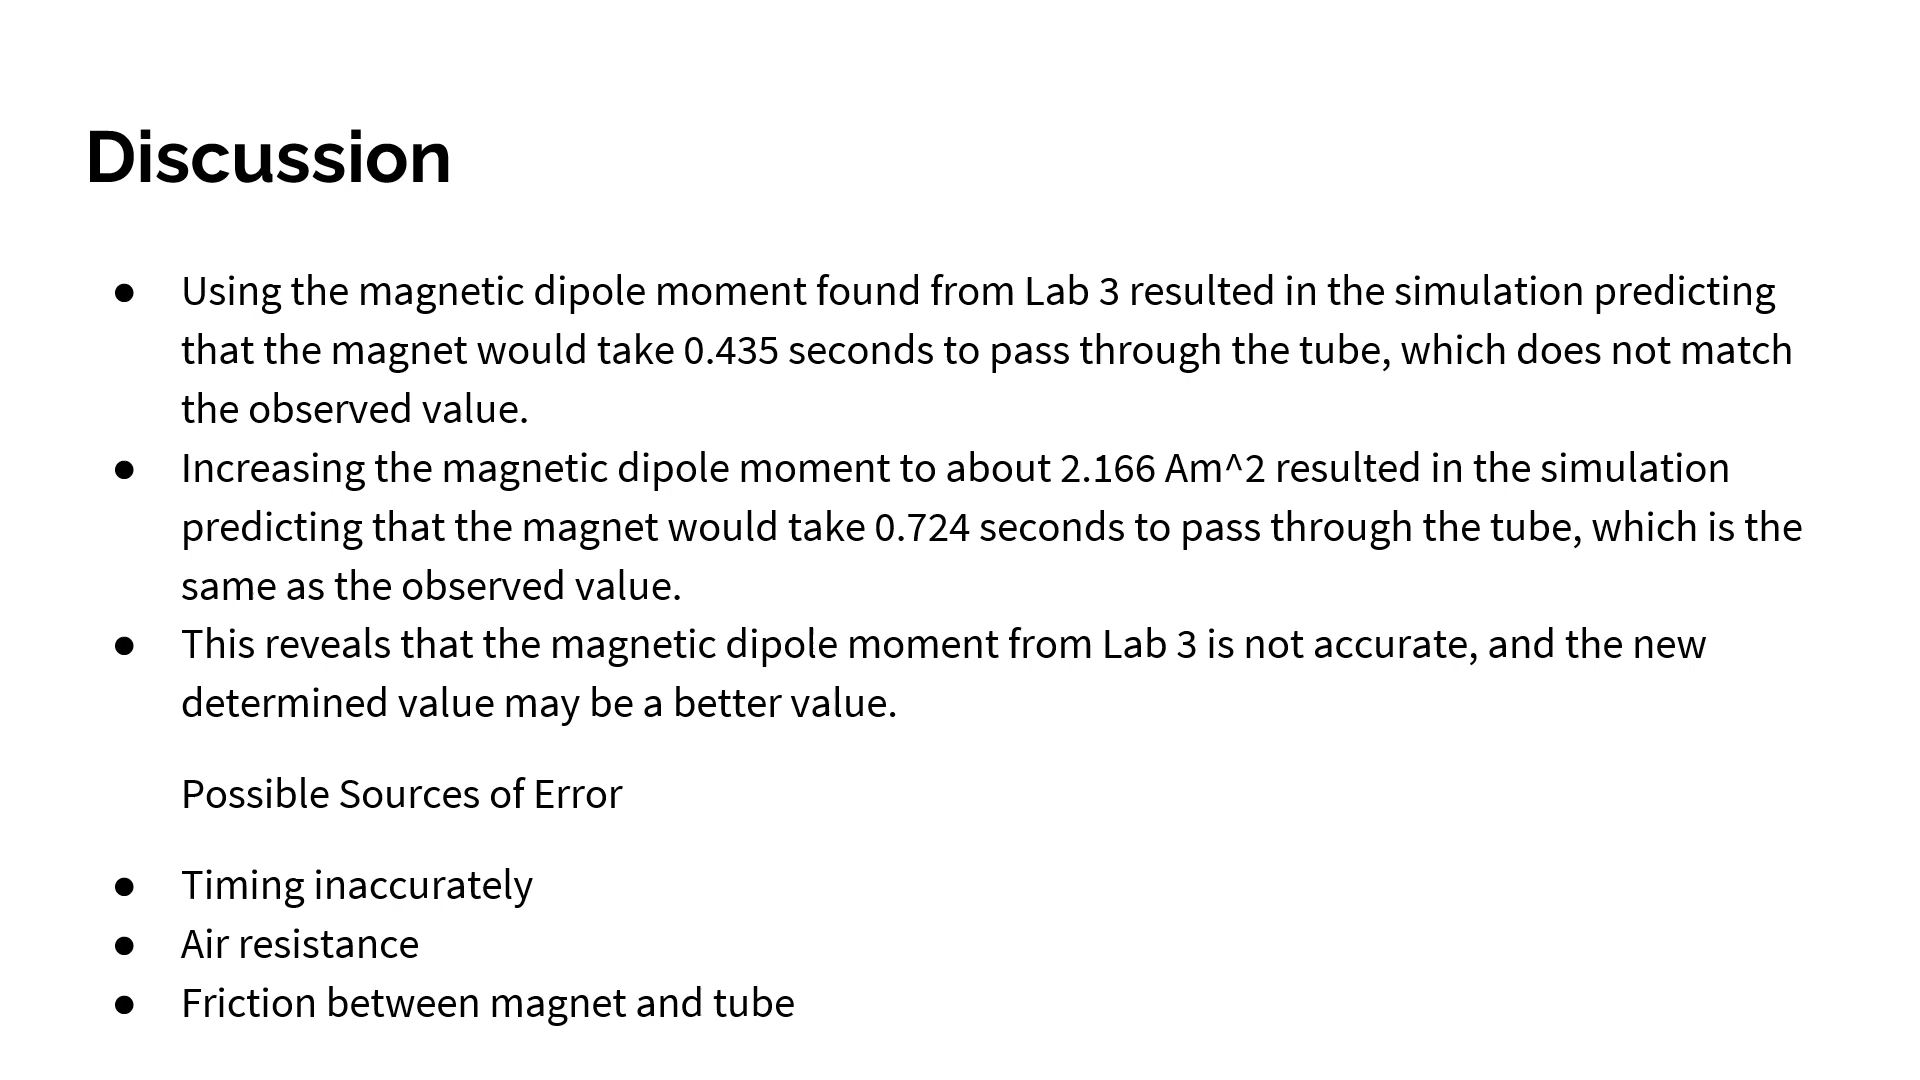 Discussion
● Using the magnetic dipole moment found from Lab 3 resulted in the simulation predicting
that the magnet would take 0.435 seconds to pass through the tube, which does not match
the observed value.
● Increasing the magnetic dipole moment to about 2.166 Am^2 resulted in the simulation
predicting that the magnet would take 0.724 seconds to pass through the tube, which is the
same as the observed value.
● This reveals that the magnetic dipole moment from Lab 3 is not accurate, and the new
determined value may be a better value.
Possible Sources of Error
● Timing inaccurately
● Air resistance
● Friction between magnet and tube